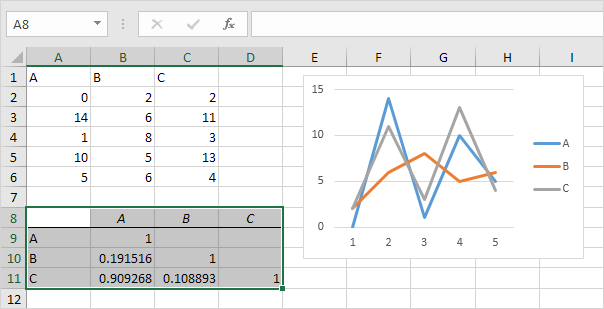 A8 fx
A B C D E F G H I
1 A B C
2 0 2 2
3 14 6 11
4 1 8 3
5 10 5 13
6 5 6 4
7
8 A B C
9 A 1
10 B 0.191516 1
11 C 0.909268 0.108893 1
12
15
10
5
0
1 2 3 4 5
A
B
C